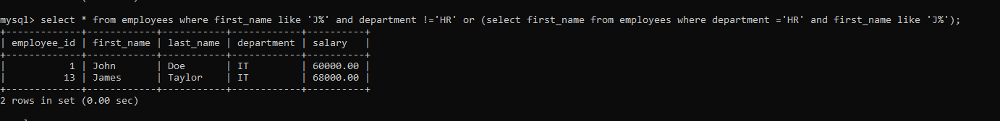 mysql> select * from employees where first_name like 'J%' and department !='HR' or (select first_name from employees where department ='HR' and first_name like 'J%');
+-------------+------------+-----------+------------+----------+
| employee_id | first_name | last_name | department | salary   |
+-------------+------------+-----------+------------+----------+
|           1 | John       | Doe       | IT         | 60000.00 |
|          13 | James      | Taylor    | IT         | 68000.00 |
+-------------+------------+-----------+------------+----------+
2 rows in set (0.00 sec)